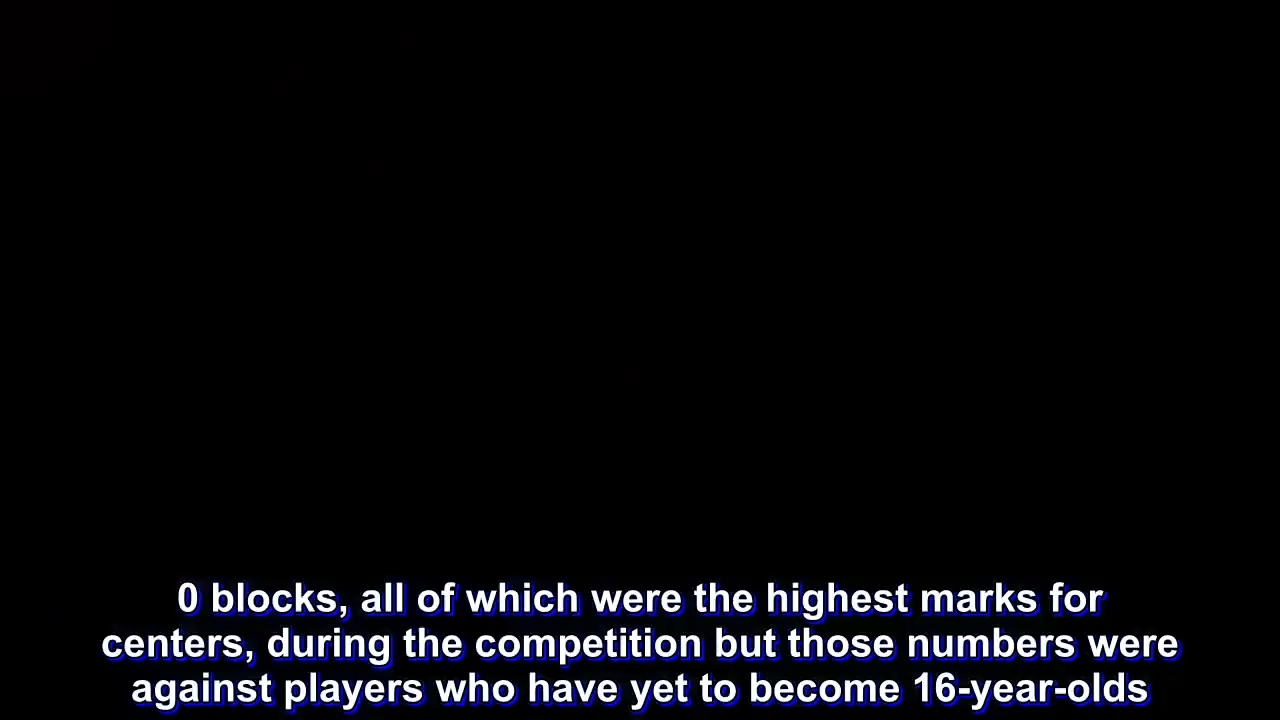 0 blocks, all of which were the highest marks for
centers, during the competition but those numbers were
against players who have yet to become 16-year-olds